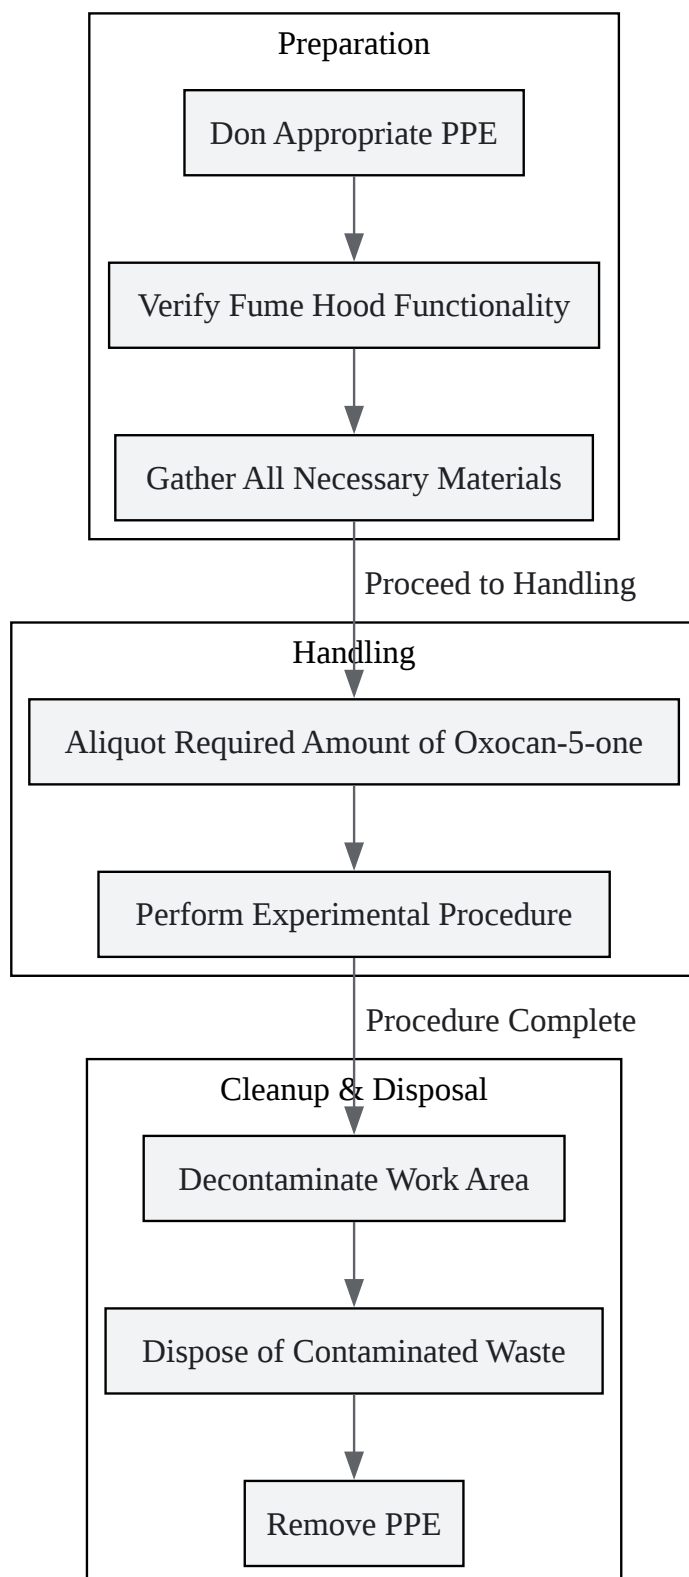 Preparation
Don Appropriate PPE
Verify Fume Hood Functionality
Gather All Necessary Materials
Proceed to Handling
Handling
Aliquot Required Amount of Oxocan-5-one
Perform Experimental Procedure
Procedure Complete
Cleanup & Disposal
Decontaminate Work Area
Dispose of Contaminated Waste
Remove PPE